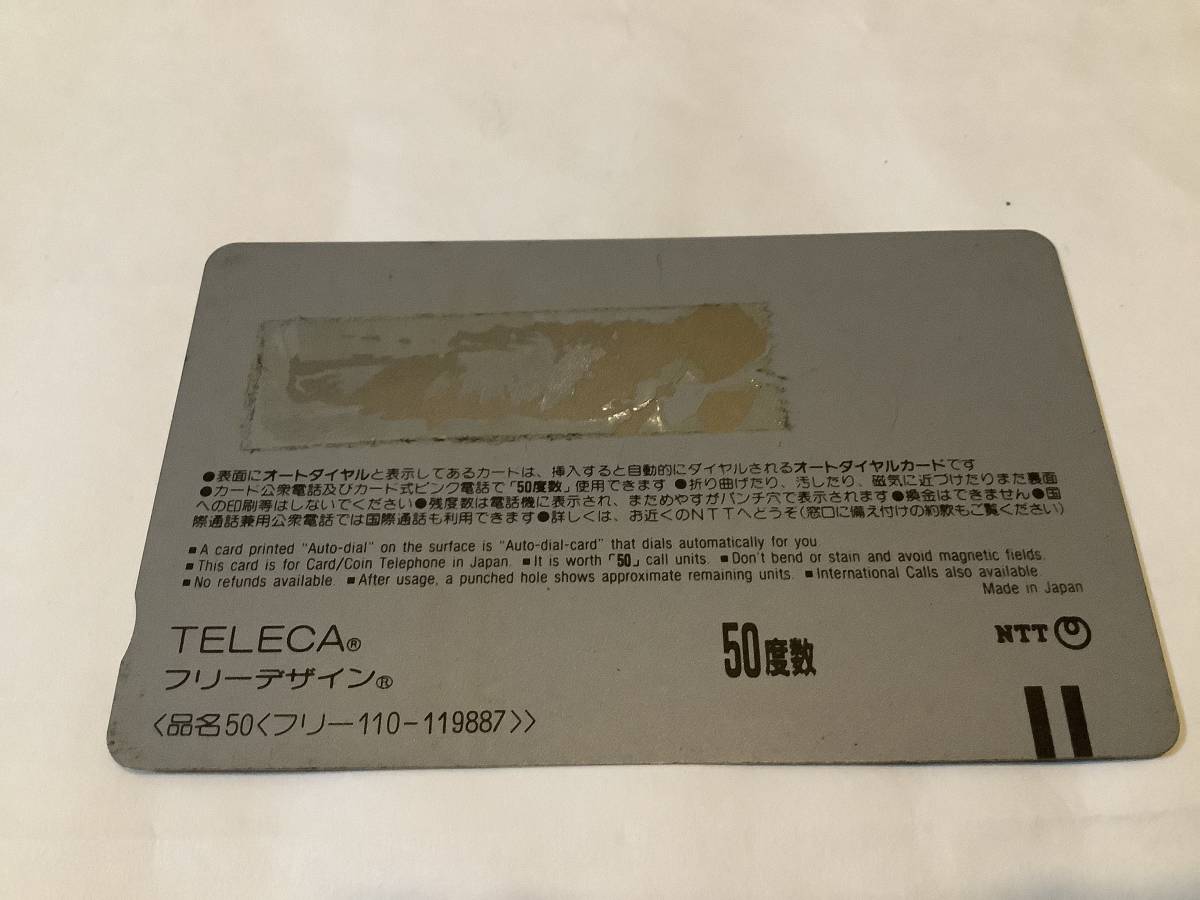 ●表面にオートダイヤルと表示してあるカードは、挿入すると自動的にダイヤルされるオートダイヤルカードです
●カード公衆電話及びカード式ピンク電話で「50度数」使用できます ●折り曲げたり、汚したり、磁気に近づけたりまた裏面
への印刷等はしないでください ●残度数は電話機に表示され、まためやすがパンチ穴で表示されます ●換金はできません ●国
際通話兼用公衆電話では国際通話も利用できます ●詳しくは、お近くのNTTへどうぞ(窓口に備え付けの約款もご覧ください)
■ A card printed "Auto-dial" on the surface is "Auto-dial-card" that dials automatically for you.
■ This card is for Card/Coin Telephone in Japan. ■ It is worth 「50」 call units. ■ Don't bend or stain and avoid magnetic fields.
■ No refunds available. ■ After usage, a punched hole shows approximate remaining units. ■ International Calls also available.
Made in Japan
TELECA®
50度数
NTT
フリーデザイン®
〈品名50〈フリー110-119887〉〉